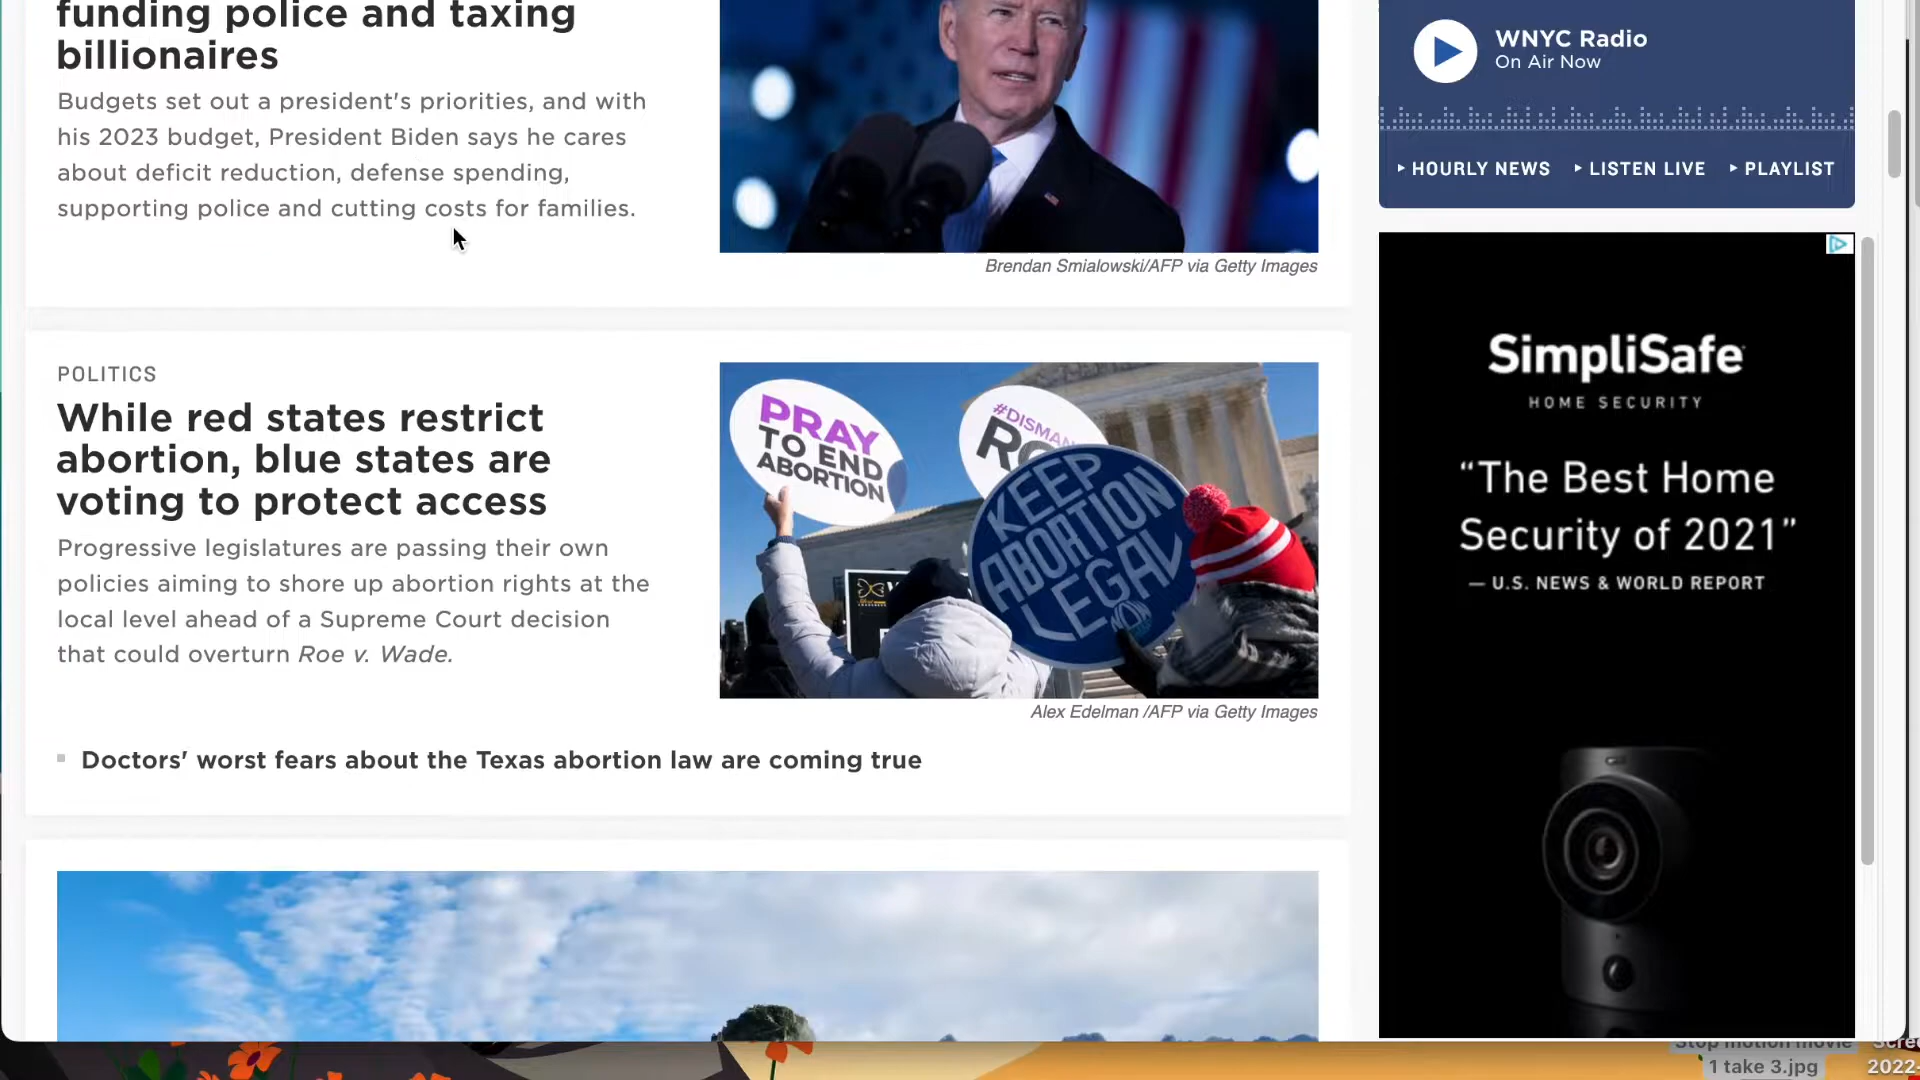 funding police and taxing
billionaires
Budgets set out a president's priorities, and with
his 2023 budget, President Biden says he cares
about deficit reduction, defense spending,
supporting police and cutting costs for families.
Brendan Smialowski/AFP via Getty Images
POLITICS
While red states restrict
abortion, blue states are
voting to protect access
Progressive legislatures are passing their own
policies aiming to shore up abortion rights at the
local level ahead of a Supreme Court decision
that could overturn Roe v. Wade.
PRAY
TO END
ABORTION
KEEP
ABORTION
LEGAL
Alex Edelman /AFP via Getty Images
Doctors' worst fears about the Texas abortion law are coming true
WNYC Radio
On Air Now
HOURLY NEWS
LISTEN LIVE
PLAYLIST
SimpliSafe
HOME SECURITY
“The Best Home
Security of 2021”
— U.S. NEWS & WORLD REPORT
Stop motion movie
1 take 3.jpg